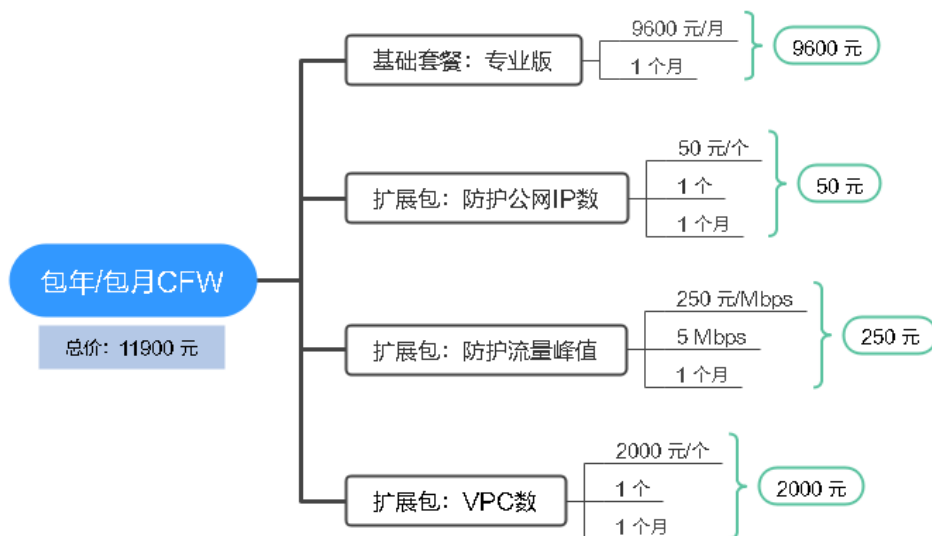 包年/包月CFW
总价：11900 元
基础套餐：专业版
9600 元/月
1 个月
9600 元
扩展包：防护公网IP数
50 元/个
1 个
1 个月
50 元
扩展包：防护流量峰值
250 元/Mbps
5 Mbps
1 个月
250 元
扩展包：VPC数
2000 元/个
1 个
1 个月
2000 元